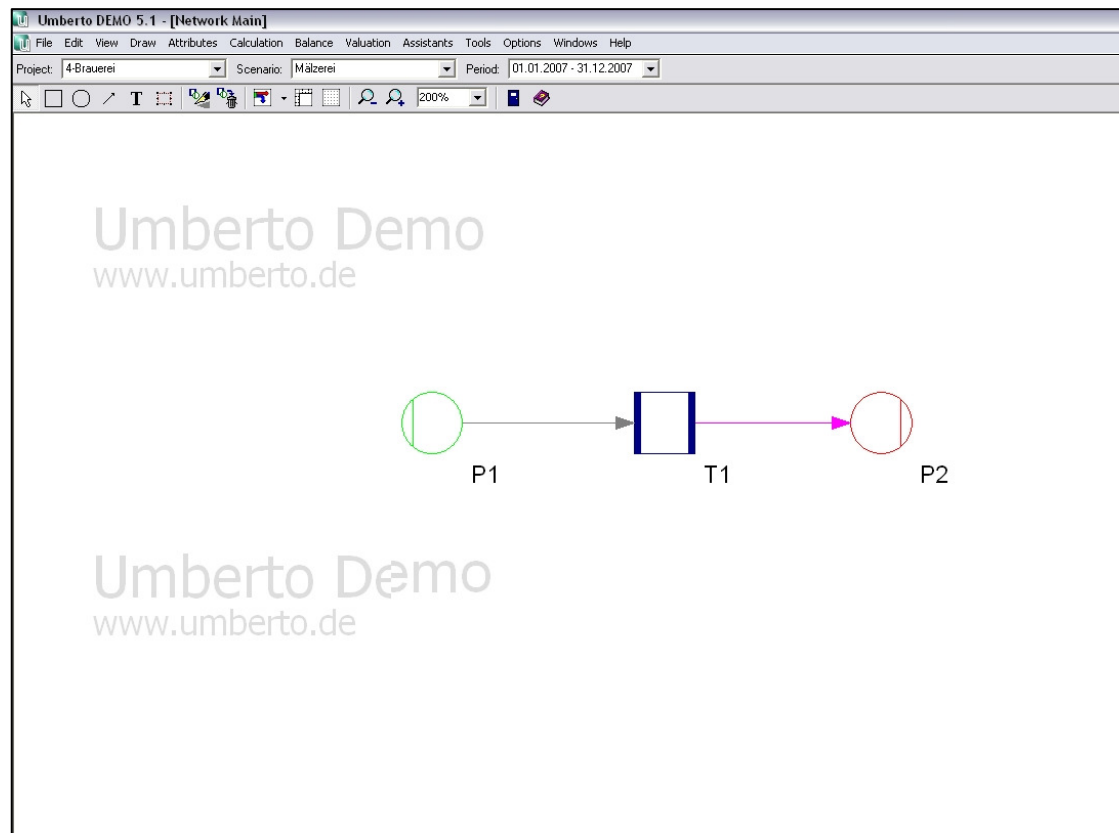 Umberto DEMO 5.1 - [Network Main]
File Edit View Draw Attributes Calculation Balance Valuation Assistants Tools Options Windows Help
Project: 4-Brauerei Scenario: Mälzerei Period: 01.01.2007 - 31.12.2007
T 200%
Umberto Demo
www.umberto.de
P1 T1 P2
Umberto Demo
www.umberto.de